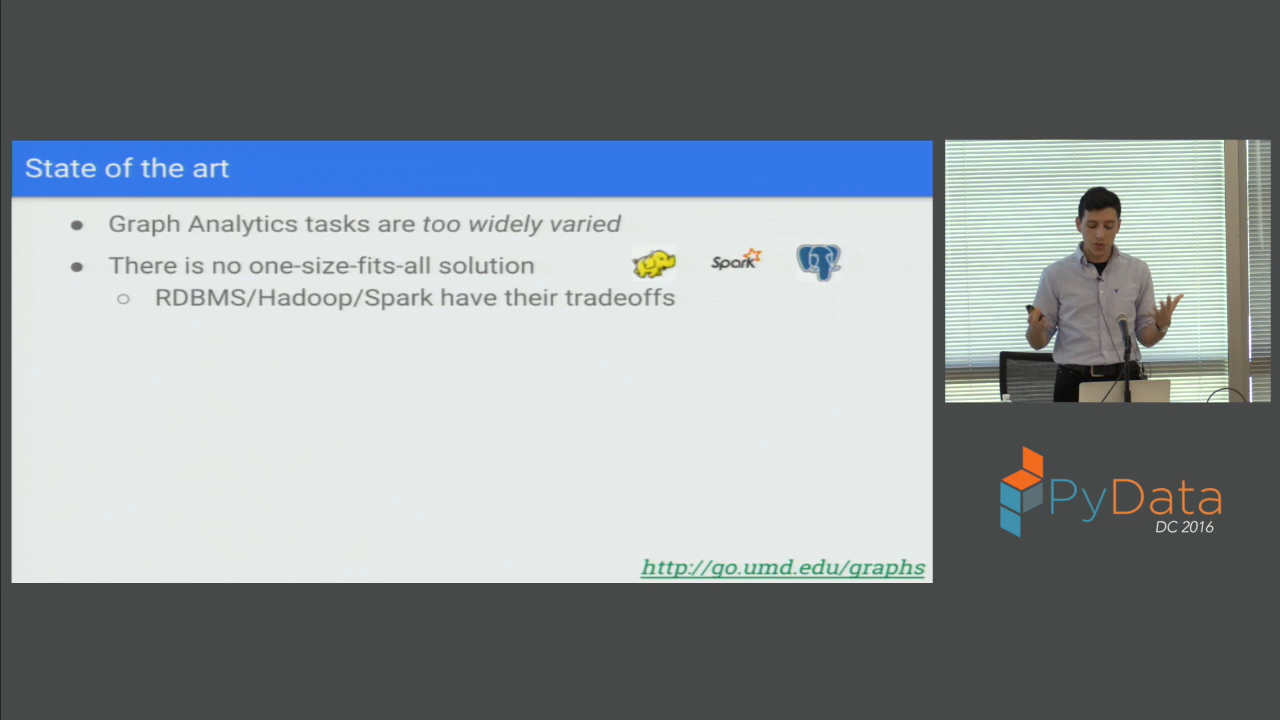 State of the art
● Graph Analytics tasks are too widely varied
● There is no one-size-fits-all solution
Spark
○ RDBMS/Hadoop/Spark have their tradeoffs
http://go.umd.edu/graphs
PyData
DC 2016